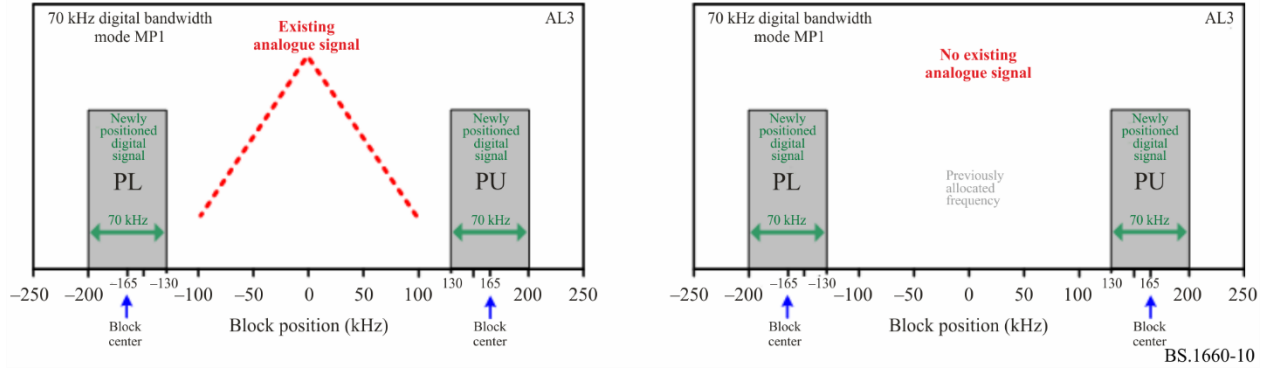 70 kHz digital bandwidth
mode MP1
AL3
Existing
analogue signal
Newly
positioned
digital
signal
PL
70 kHz
Newly
positioned
digital
signal
PU
70 kHz
–165 –130 130 165
–250 –200 –100 –50 0 50 100 200 250
Block position (kHz)
Block
center
Block
center
70 kHz digital bandwidth
mode MP1
AL3
No existing
analogue signal
Newly
positioned
digital
signal
PL
70 kHz
Previously
allocated
frequency
Newly
positioned
digital
signal
PU
70 kHz
–165 –130 130 165
–250 –200 –100 –50 0 50 100 200 250
Block position (kHz)
Block
center
Block
center
BS.1660-10